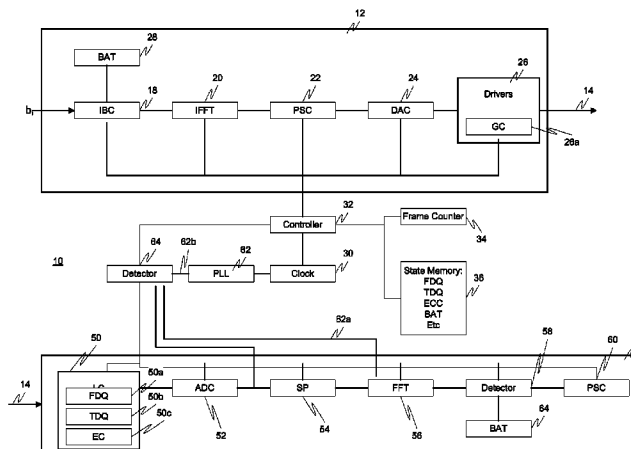 12
28
BAT
20
22
24
26
Drivers
14
bᵢ
IBC
18
IFFT
PSC
DAC
GC
26a
32
Controller
Frame Counter
34
64
62b
62
30
10
Detector
PLL
Clock
State Memory:
FDQ
TDQ
ECC
BAT
Etc
36
62a
50
58
60
14
50a
FDQ
ADC
SP
FFT
Detector
PSC
TDQ
50b
52
54
56
64
EC
50c
BAT